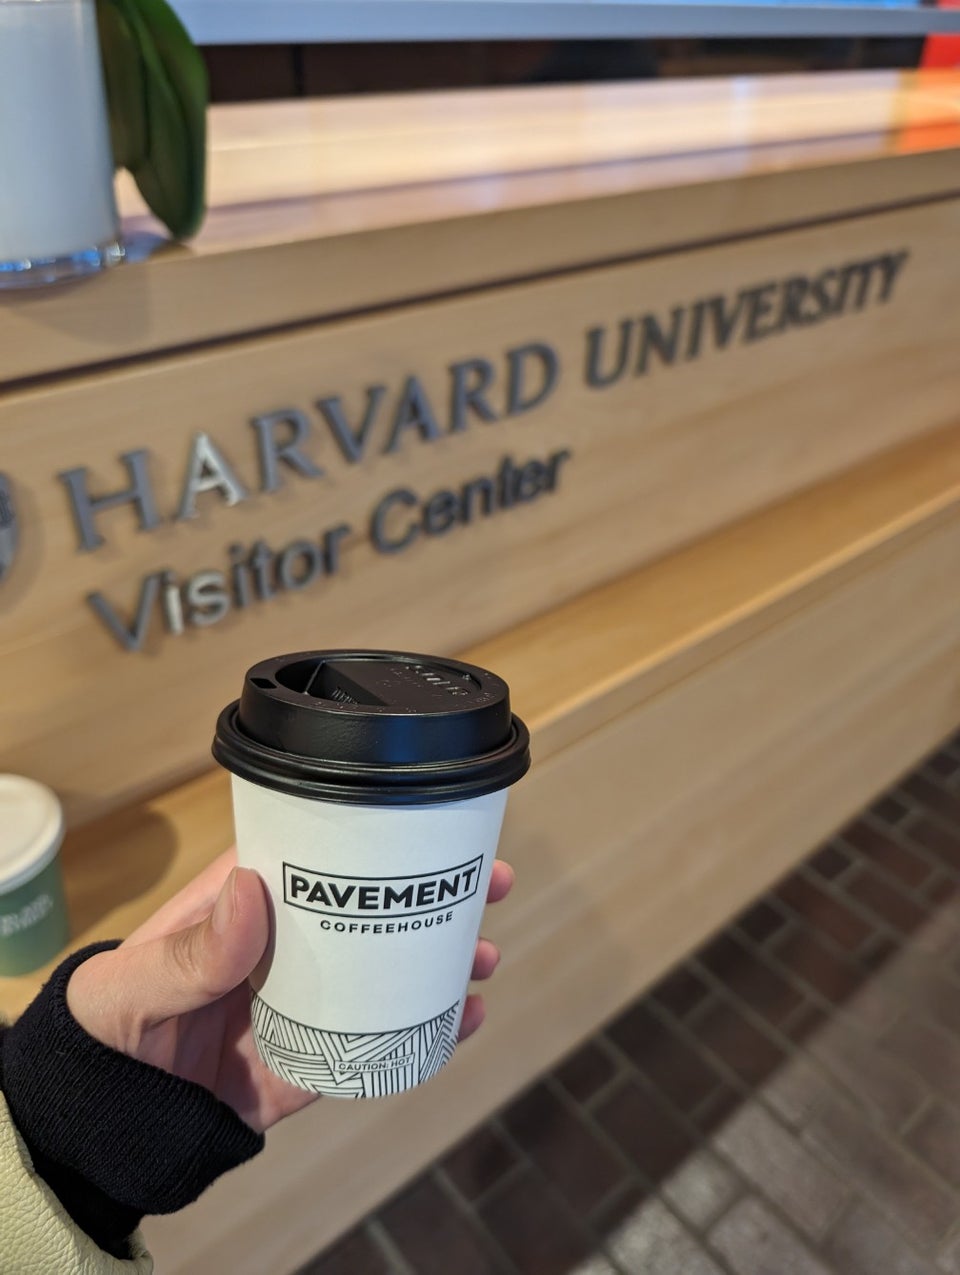 HARVARD UNIVERSITY
Visitor Center
PAVEMENT
COFFEEHOUSE
CAUTION: HOT